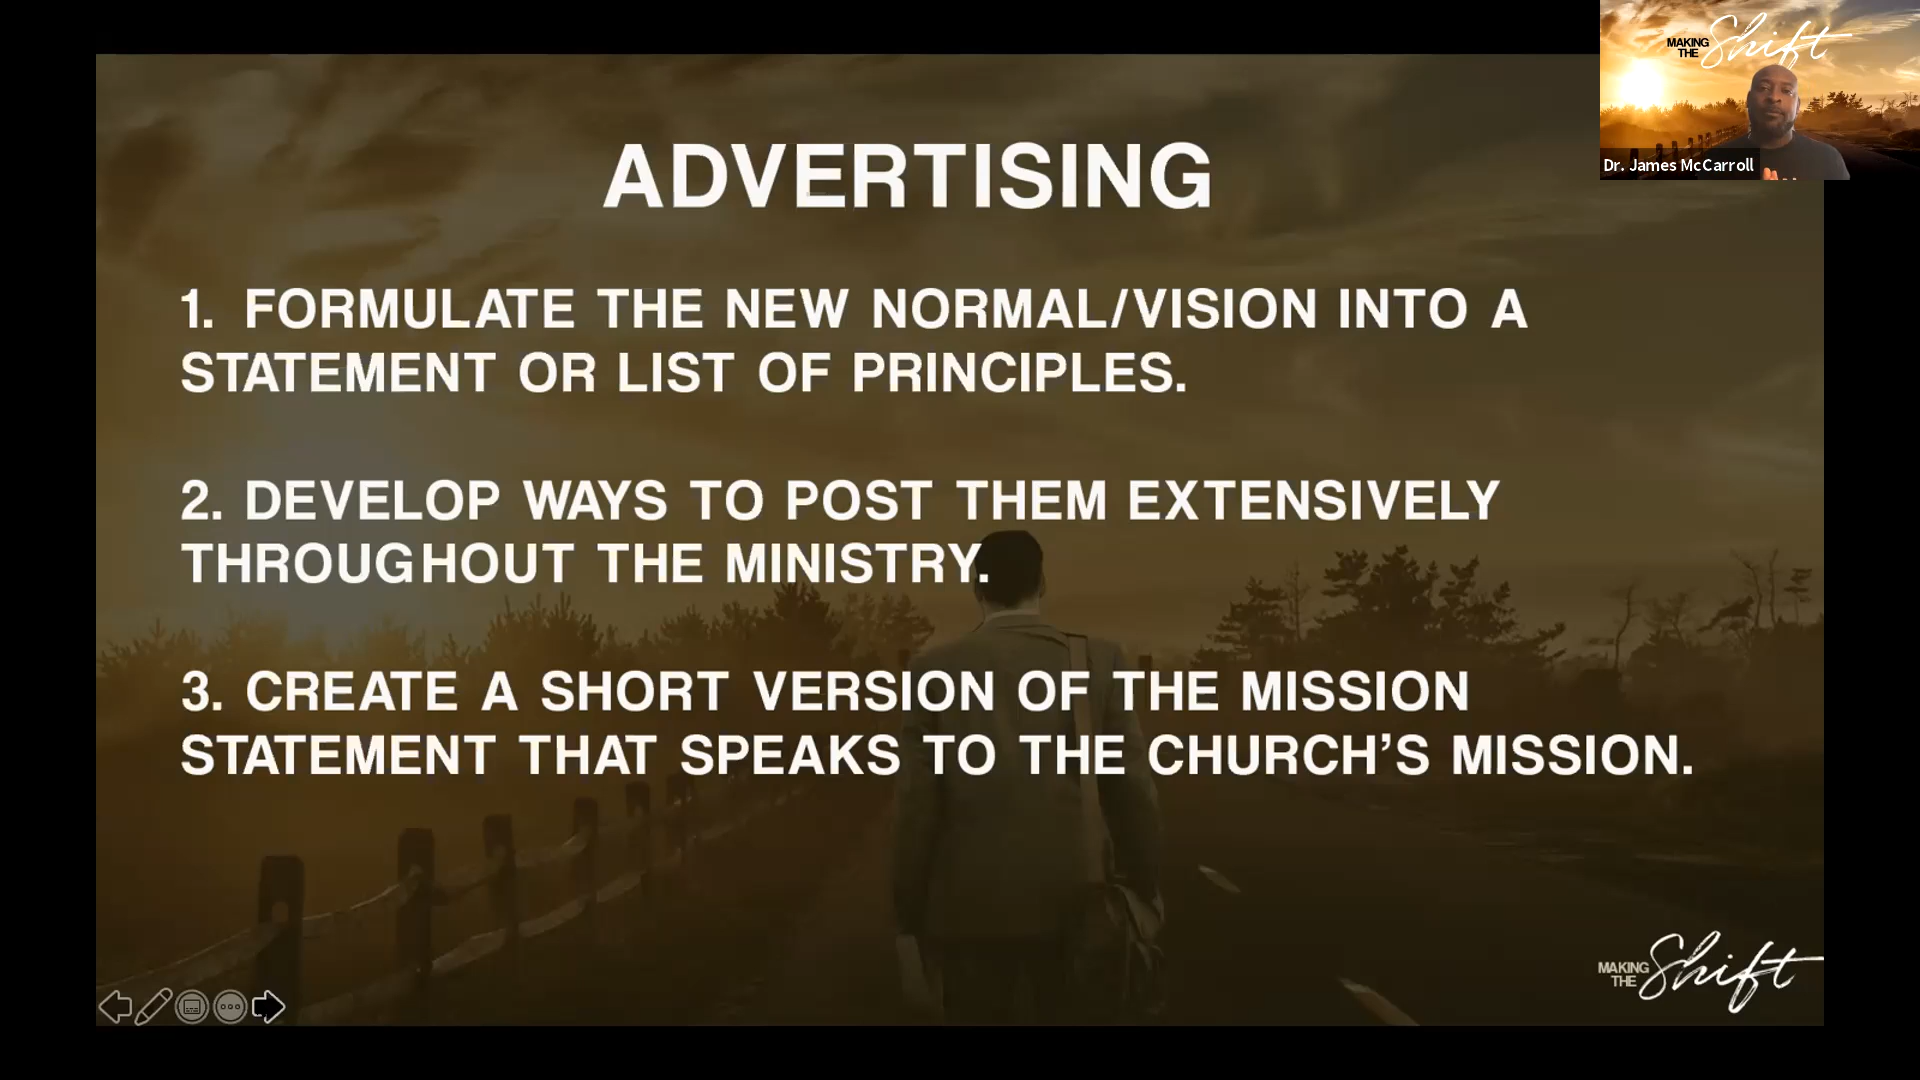 MAKING
THE Shift
Dr. James McCarroll
ADVERTISING
1. FORMULATE THE NEW NORMAL/VISION INTO A
STATEMENT OR LIST OF PRINCIPLES.
2. DEVELOP WAYS TO POST THEM EXTENSIVELY
THROUGHOUT THE MINISTRY.
3. CREATE A SHORT VERSION OF THE MISSION
STATEMENT THAT SPEAKS TO THE CHURCH’S MISSION.
MAKING
THE Shift